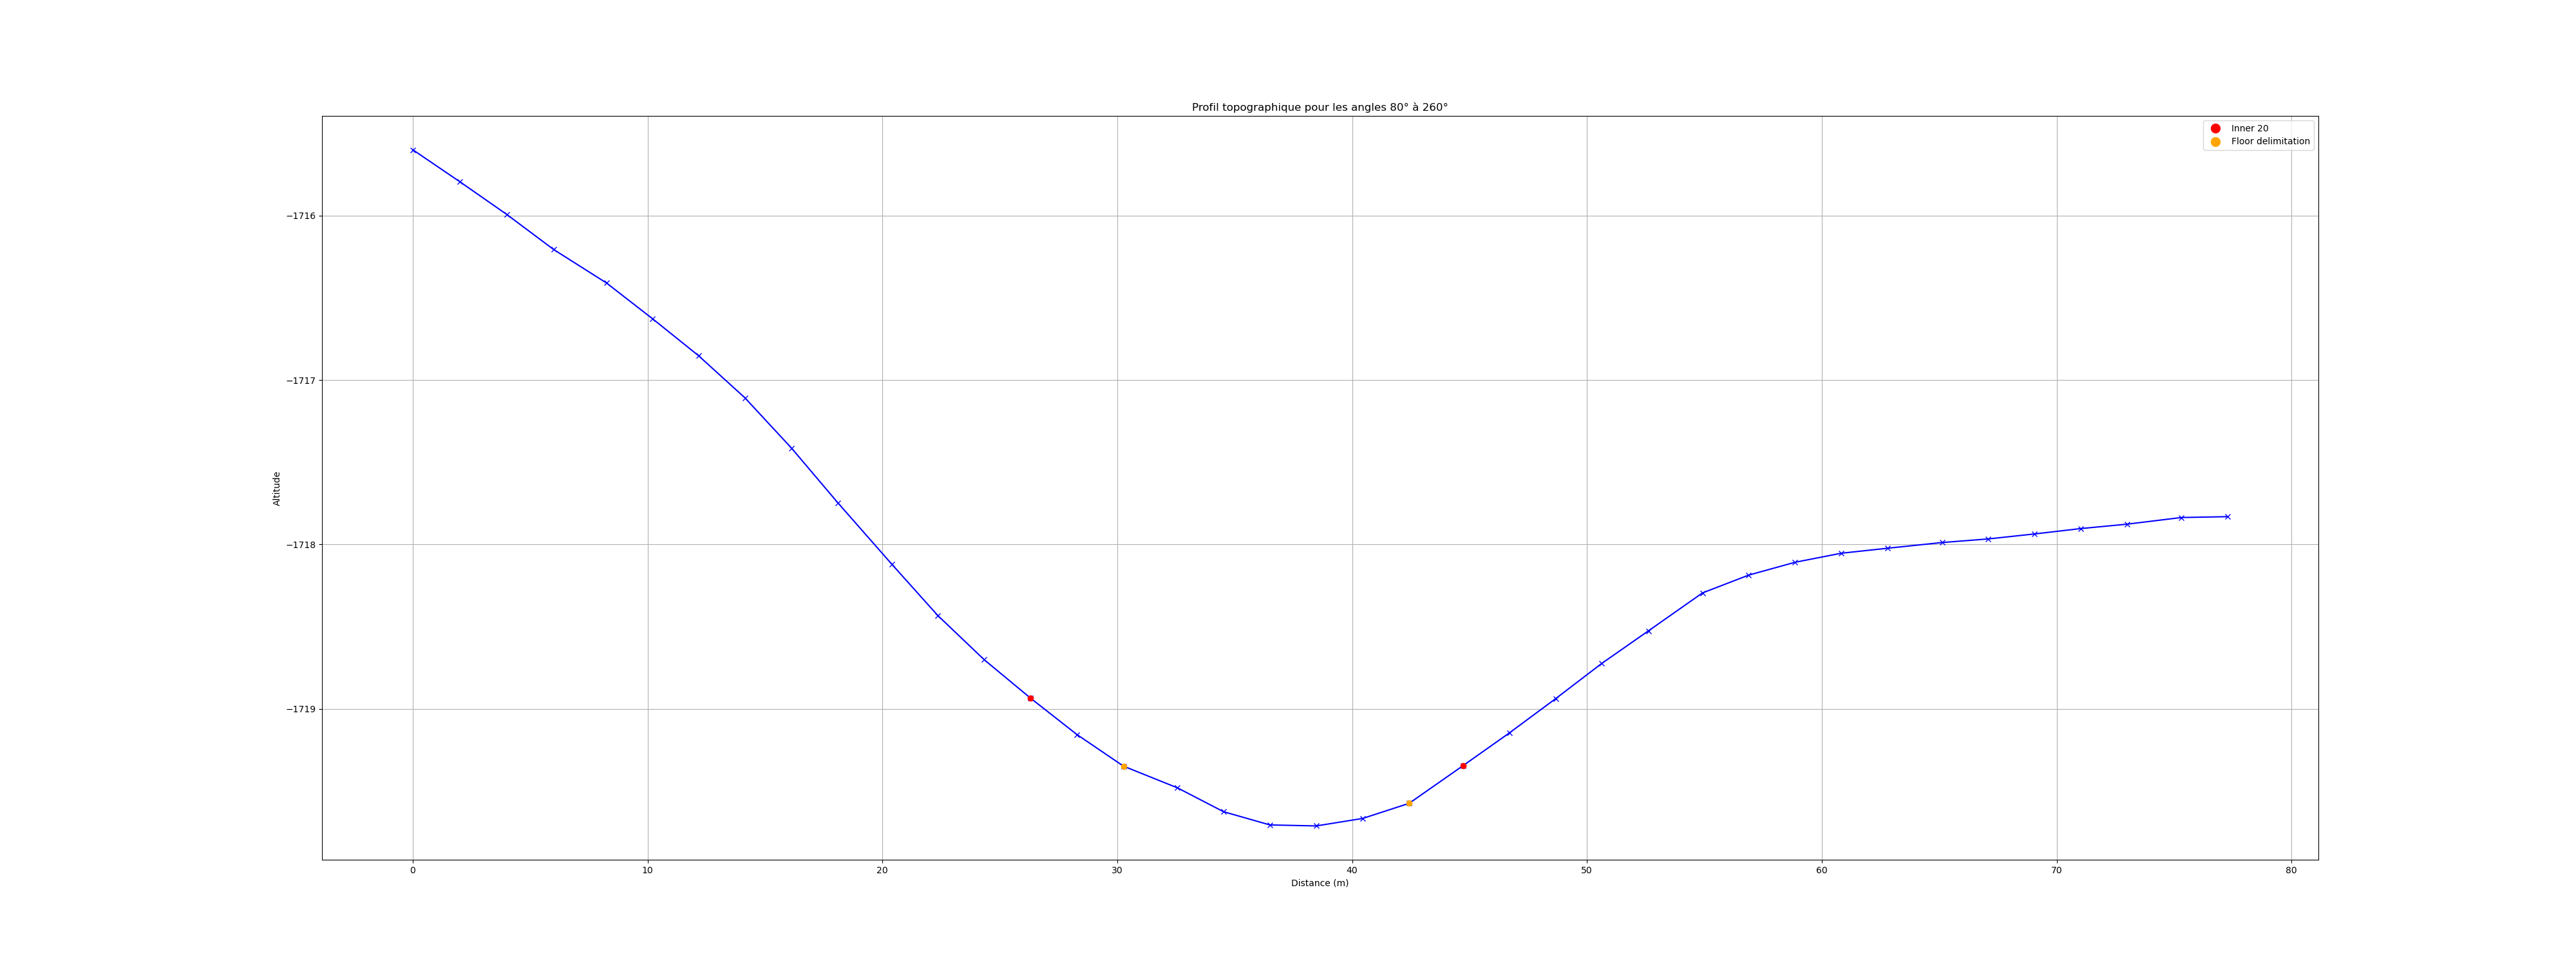 Profil topographique pour les angles 80° à 260°
Inner 20
Floor delimitation
Altitude
−1716
−1717
−1718
−1719
0 10 20 30 40 50 60 70 80
Distance (m)